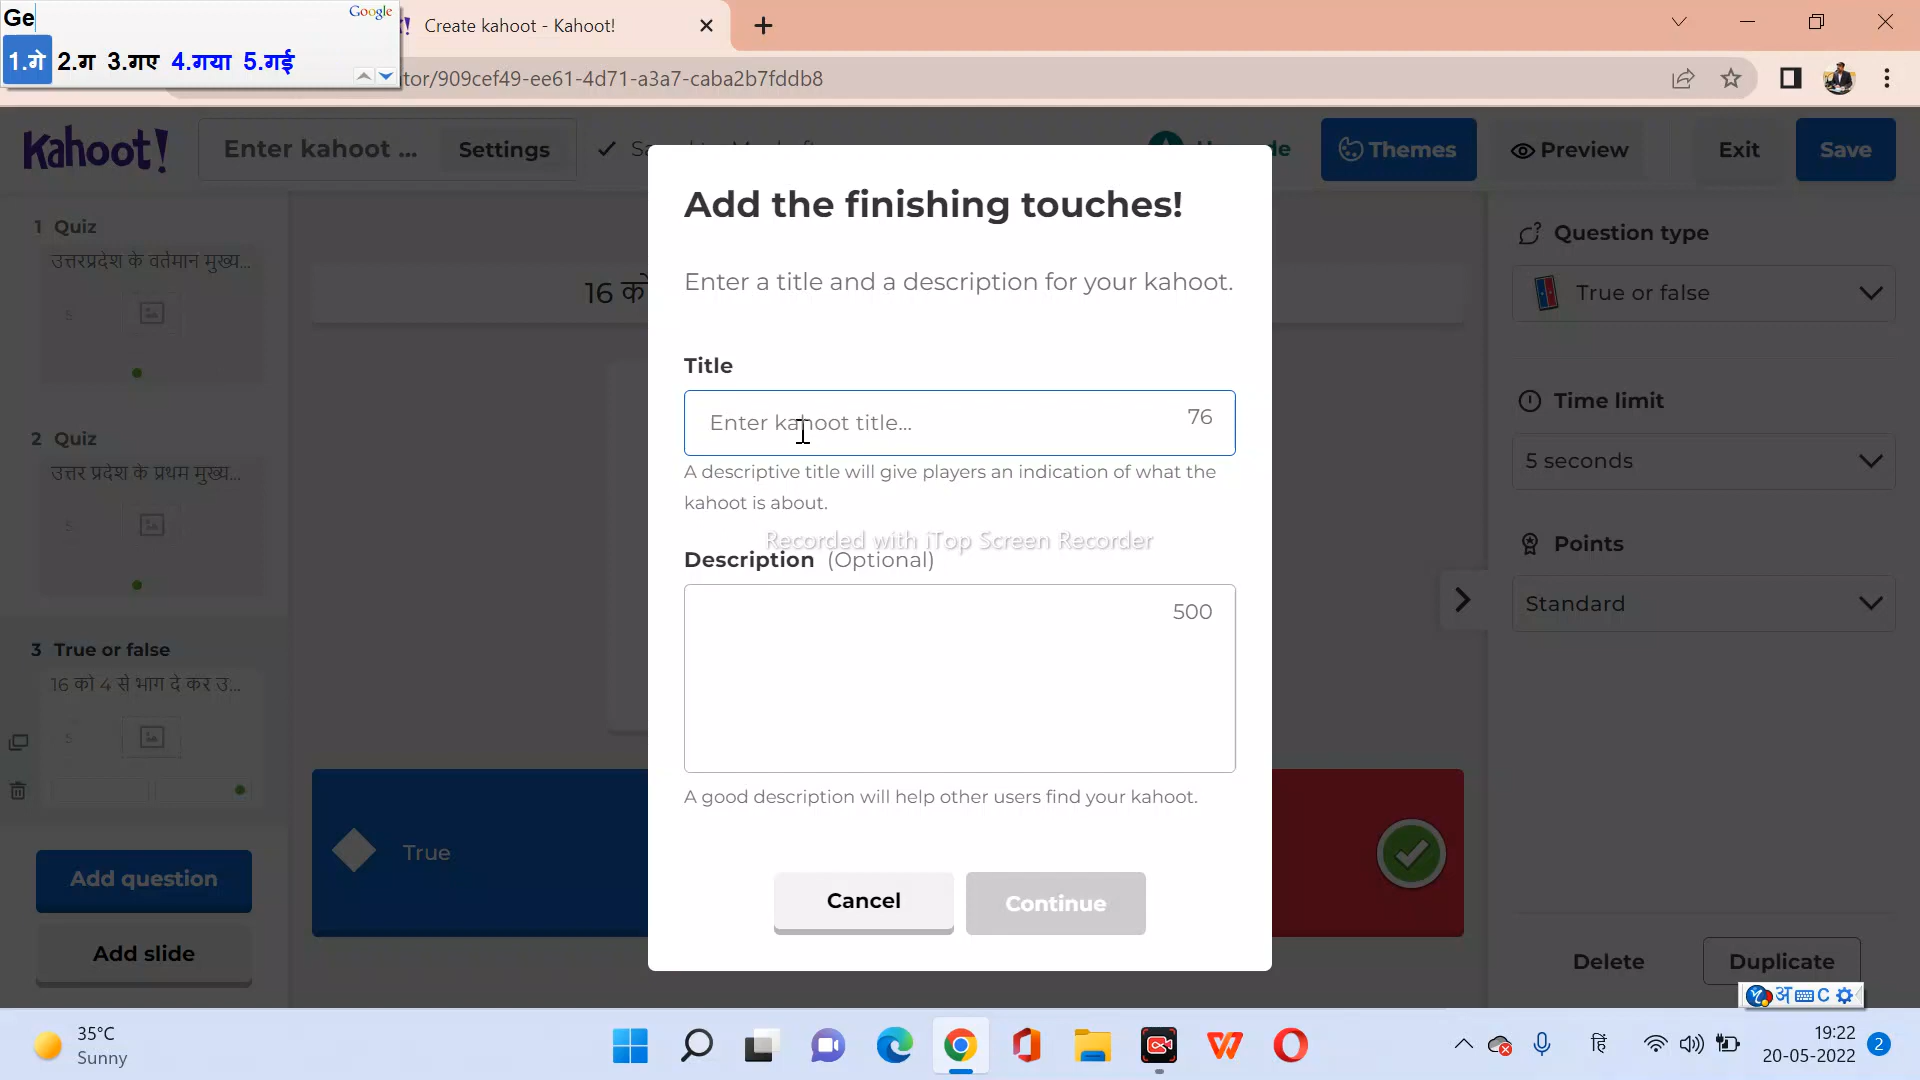 Ge
Google
1.गे 2.ग 3.गए 4.गया 5.गई
Create kahoot - Kahoot!
tor/909cef49-ee61-4d71-a3a7-caba2b7fddb8
Kahoot!
Enter kahoot ...
Settings
Themes
Preview
Exit
Save
Add the finishing touches!
Enter a title and a description for your kahoot.
Title
Enter kahoot title...
76
A descriptive title will give players an indication of what the
kahoot is about.
Recorded with iTop Screen Recorder
Description (Optional)
500
A good description will help other users find your kahoot.
Cancel
Continue
1 Quiz
उत्तरप्रदेश के वर्तमान मुख्य...
5
2 Quiz
उत्तर प्रदेश के प्रथम मुख्य...
5
3 True or false
16 को 4 से भाग दे कर उ...
5
Add question
Add slide
16 को
True
Question type
True or false
Time limit
5 seconds
Points
Standard
Delete
Duplicate
अ
C
35°C
Sunny
हिं
19:22
20-05-2022
2